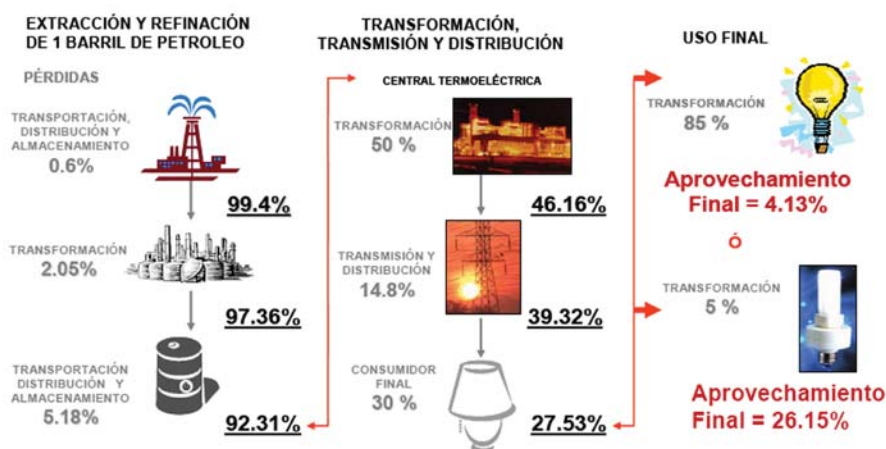 EXTRACCIÓN Y REFINACIÓN
DE 1 BARRIL DE PETROLEO
PÉRDIDAS
TRANSPORTACIÓN,
DISTRIBUCIÓN Y
ALMACENAMIENTO
0.6%
99.4%
TRANSFORMACIÓN
2.05%
97.36%
TRANSPORTACIÓN
DISTRIBUCIÓN Y
ALMACENAMIENTO
5.18%
92.31%
TRANSFORMACIÓN,
TRANSMISIÓN Y DISTRIBUCIÓN
CENTRAL TERMOELÉCTRICA
TRANSFORMACIÓN
50 %
46.16%
TRANSMISIÓN Y
DISTRIBUCIÓN
14.8%
39.32%
CONSUMIDOR
FINAL
30 %
27.53%
USO FINAL
TRANSFORMACIÓN
85 %
Aprovechamiento
Final = 4.13%
Ó
TRANSFORMACIÓN
5 %
Aprovechamiento
Final = 26.15%